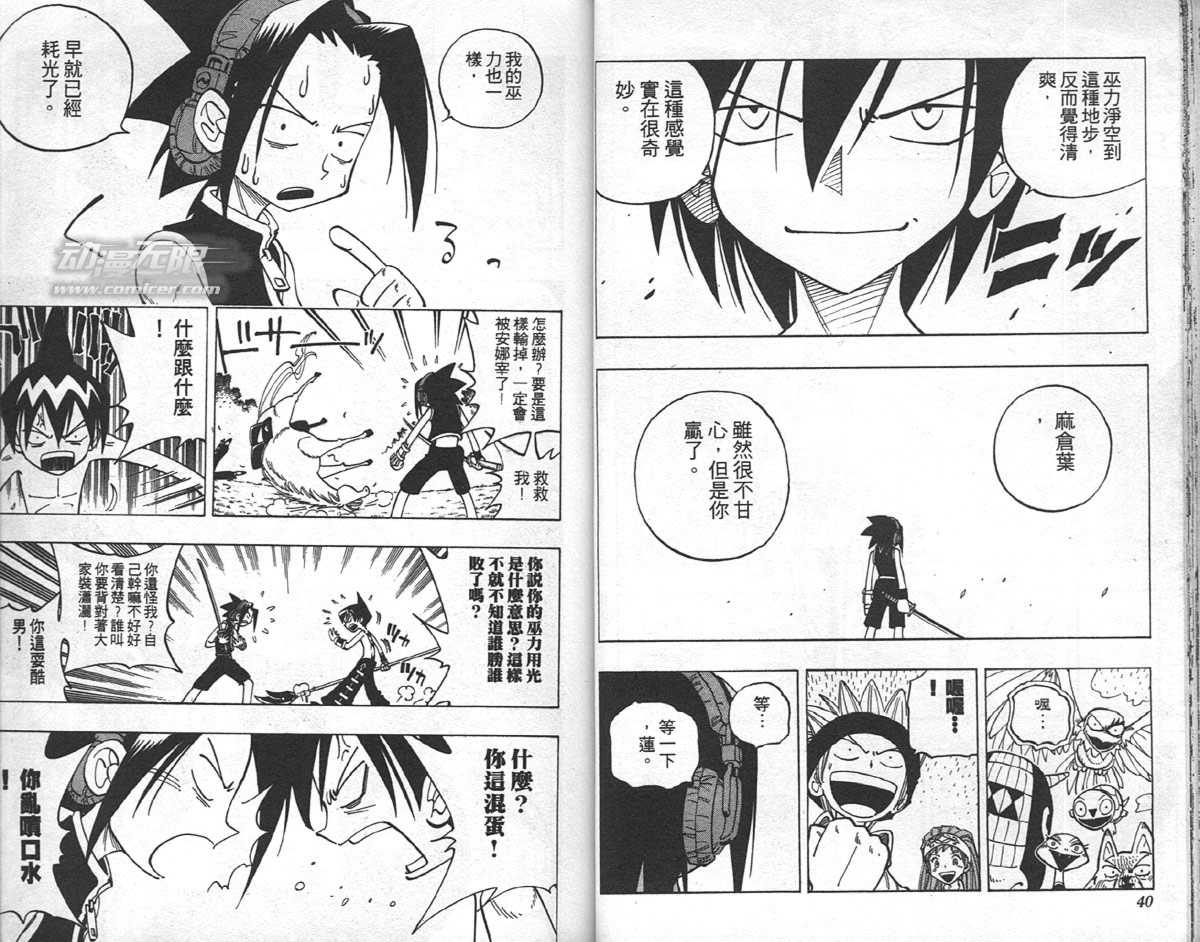 巫力淨空到
這種地步，
反而覺得清
爽，
這種感覺
實在很奇
妙。
麻倉葉
，
雖然很不甘
心，但是你
贏了。
喔…
喔喔…
！
等…
等一下
，蓮。
40
我的巫
力也一
樣，
早就已經
耗光了。
动漫无限
www.comicer.com
怎麼辦？要是這
樣輸掉，一定會
被安娜宰了！
救救
我！
什麼跟什麼
！
你說你的巫力用光
是什麼意思？這樣
不就不知道誰勝誰
敗了嗎？
你還怪我？自
己幹嘛不好好
看清楚？誰叫
你要背對著大
家裝瀟灑！
你這耍酷
男！
什麼？
你這混蛋！
你亂噴口水
！